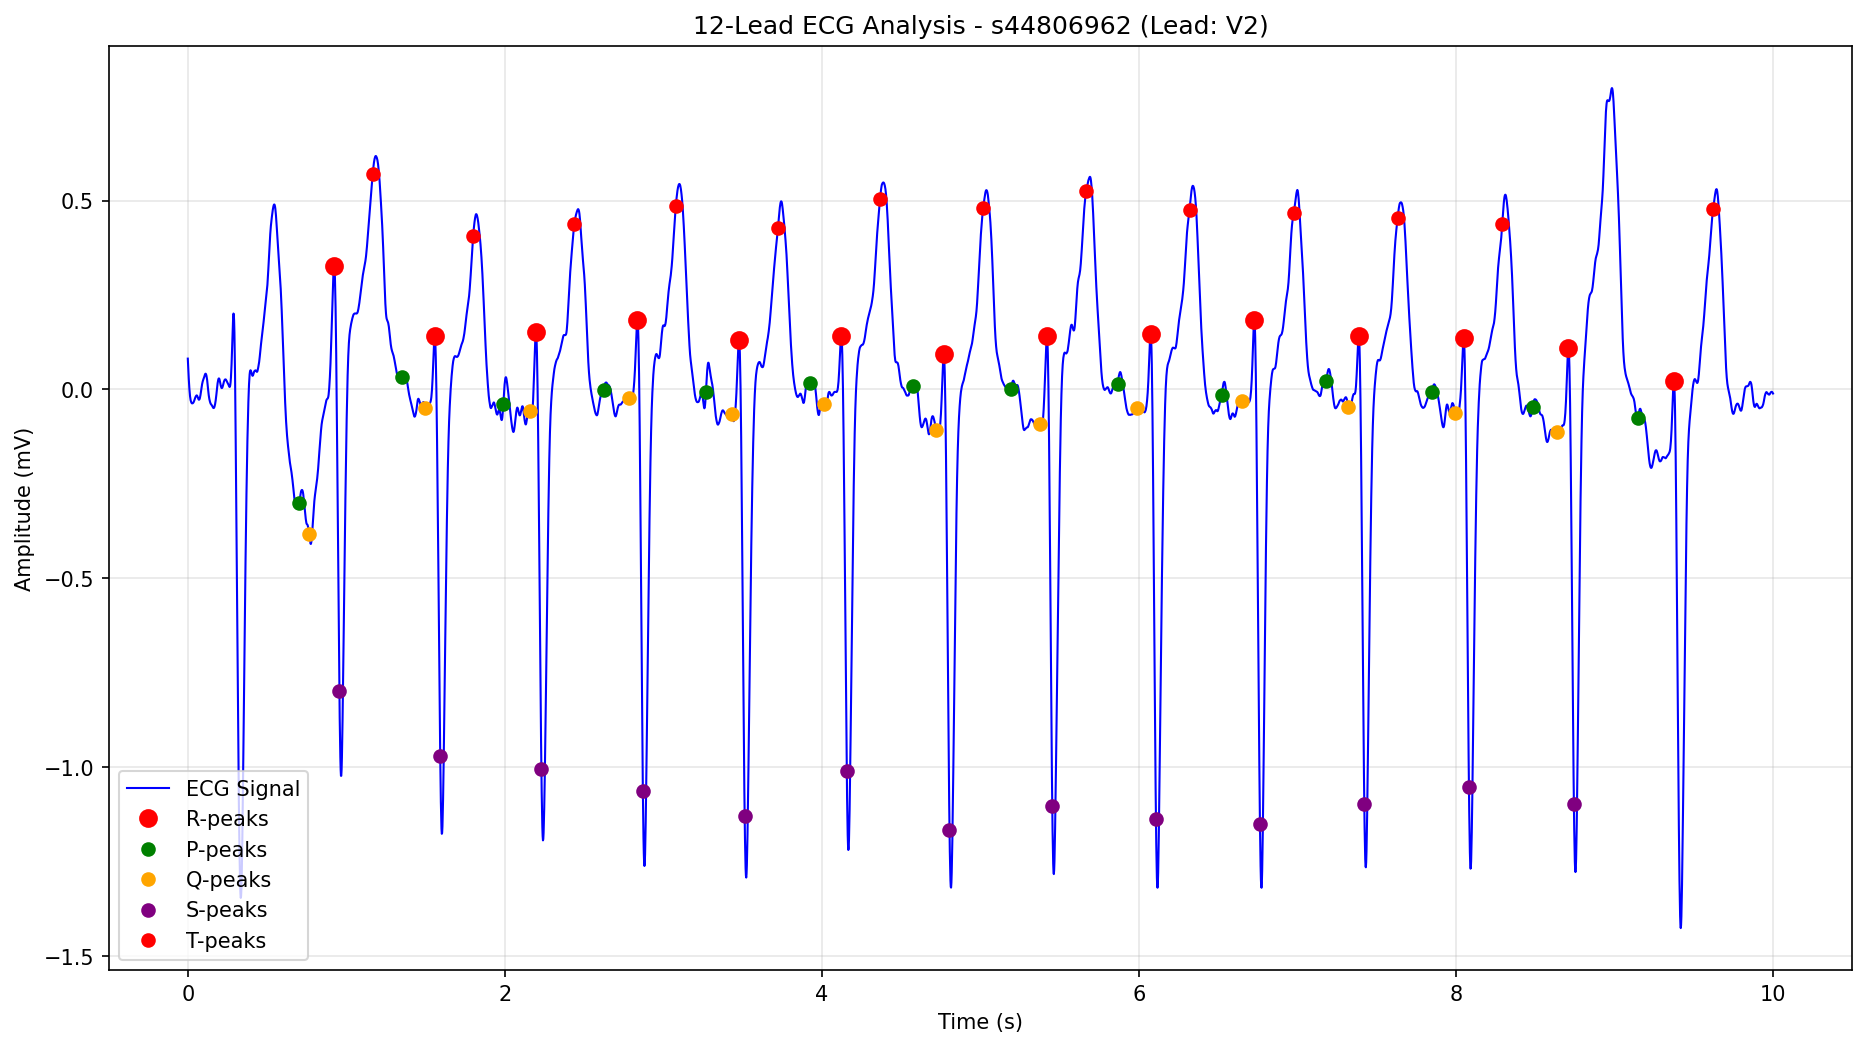 12-Lead ECG Analysis - s44806962 (Lead: V2)
Amplitude (mV)
0.5
0.0
−0.5
−1.0
−1.5
ECG Signal
R-peaks
P-peaks
Q-peaks
S-peaks
T-peaks
0 2 4 6 8 10
Time (s)